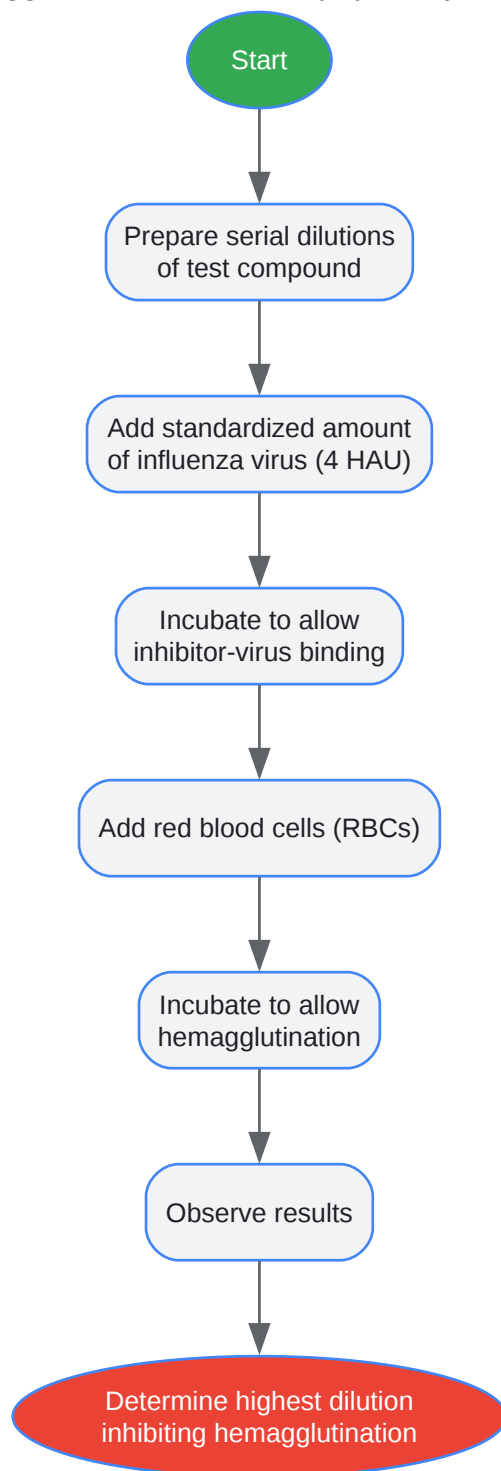 Start
Prepare serial dilutions
of test compound
Add standardized amount
of influenza virus (4 HAU)
Incubate to allow
inhibitor-virus binding
Add red blood cells (RBCs)
Incubate to allow
hemagglutination
Observe results
Determine highest dilution
inhibiting hemagglutination